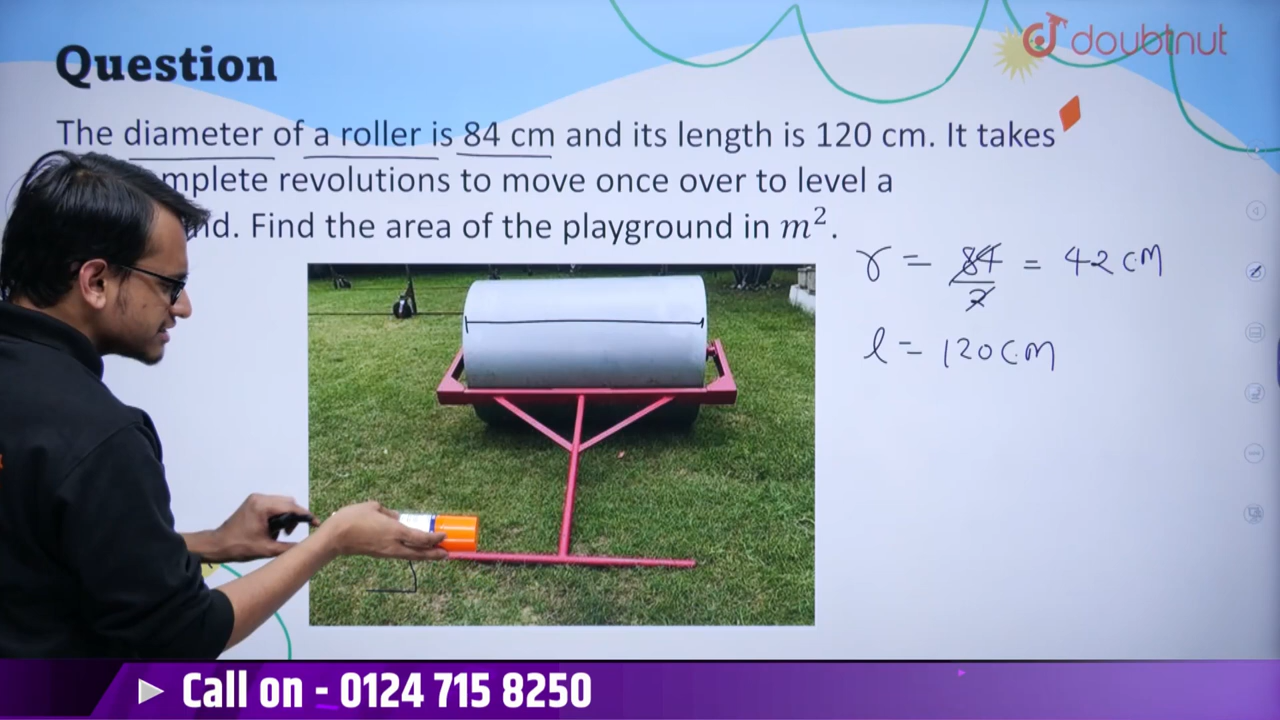 doubtnut
Question
The diameter of a roller is 84 cm and its length is 120 cm. It takes
mplete revolutions to move once over to level a
nd. Find the area of the playground in m².
r = 84/2 = 42 cm
l = 120 cm
Call on - 0124 715 8250